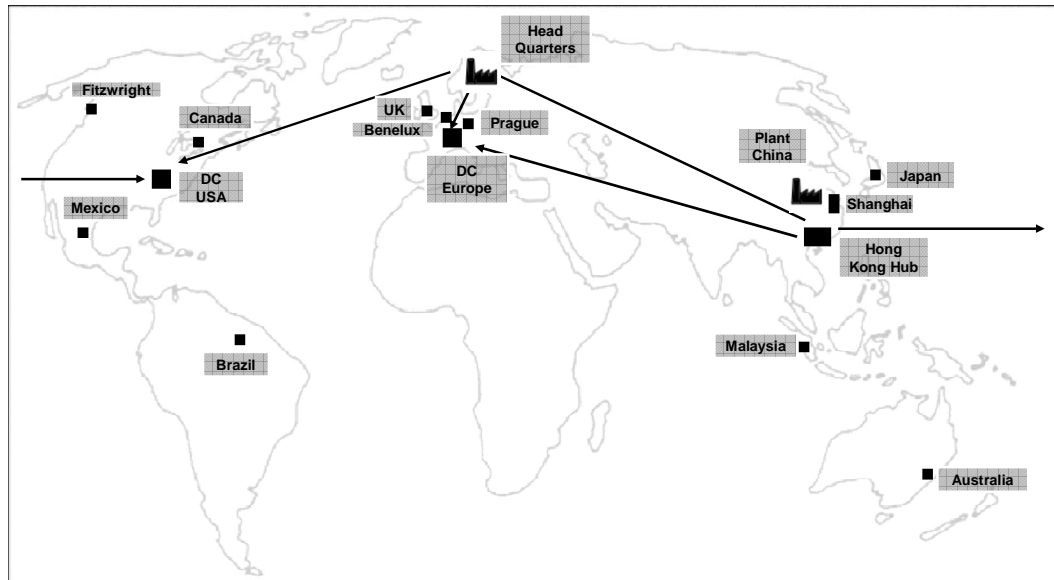 Head
Quarters
Fitzwright
Canada
UK
Benelux
Prague
Plant
China
DC
USA
DC
Europe
Japan
Mexico
Shanghai
Hong
Kong Hub
Brazil
Malaysia
Australia